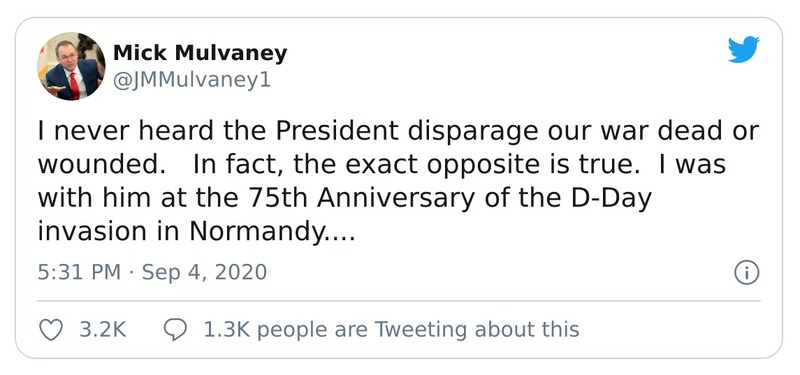 Mick Mulvaney
@JMMulvaney1
I never heard the President disparage our war dead or
wounded.   In fact, the exact opposite is true.  I was
with him at the 75th Anniversary of the D-Day
invasion in Normandy....
5:31 PM · Sep 4, 2020
3.2K
1.3K people are Tweeting about this